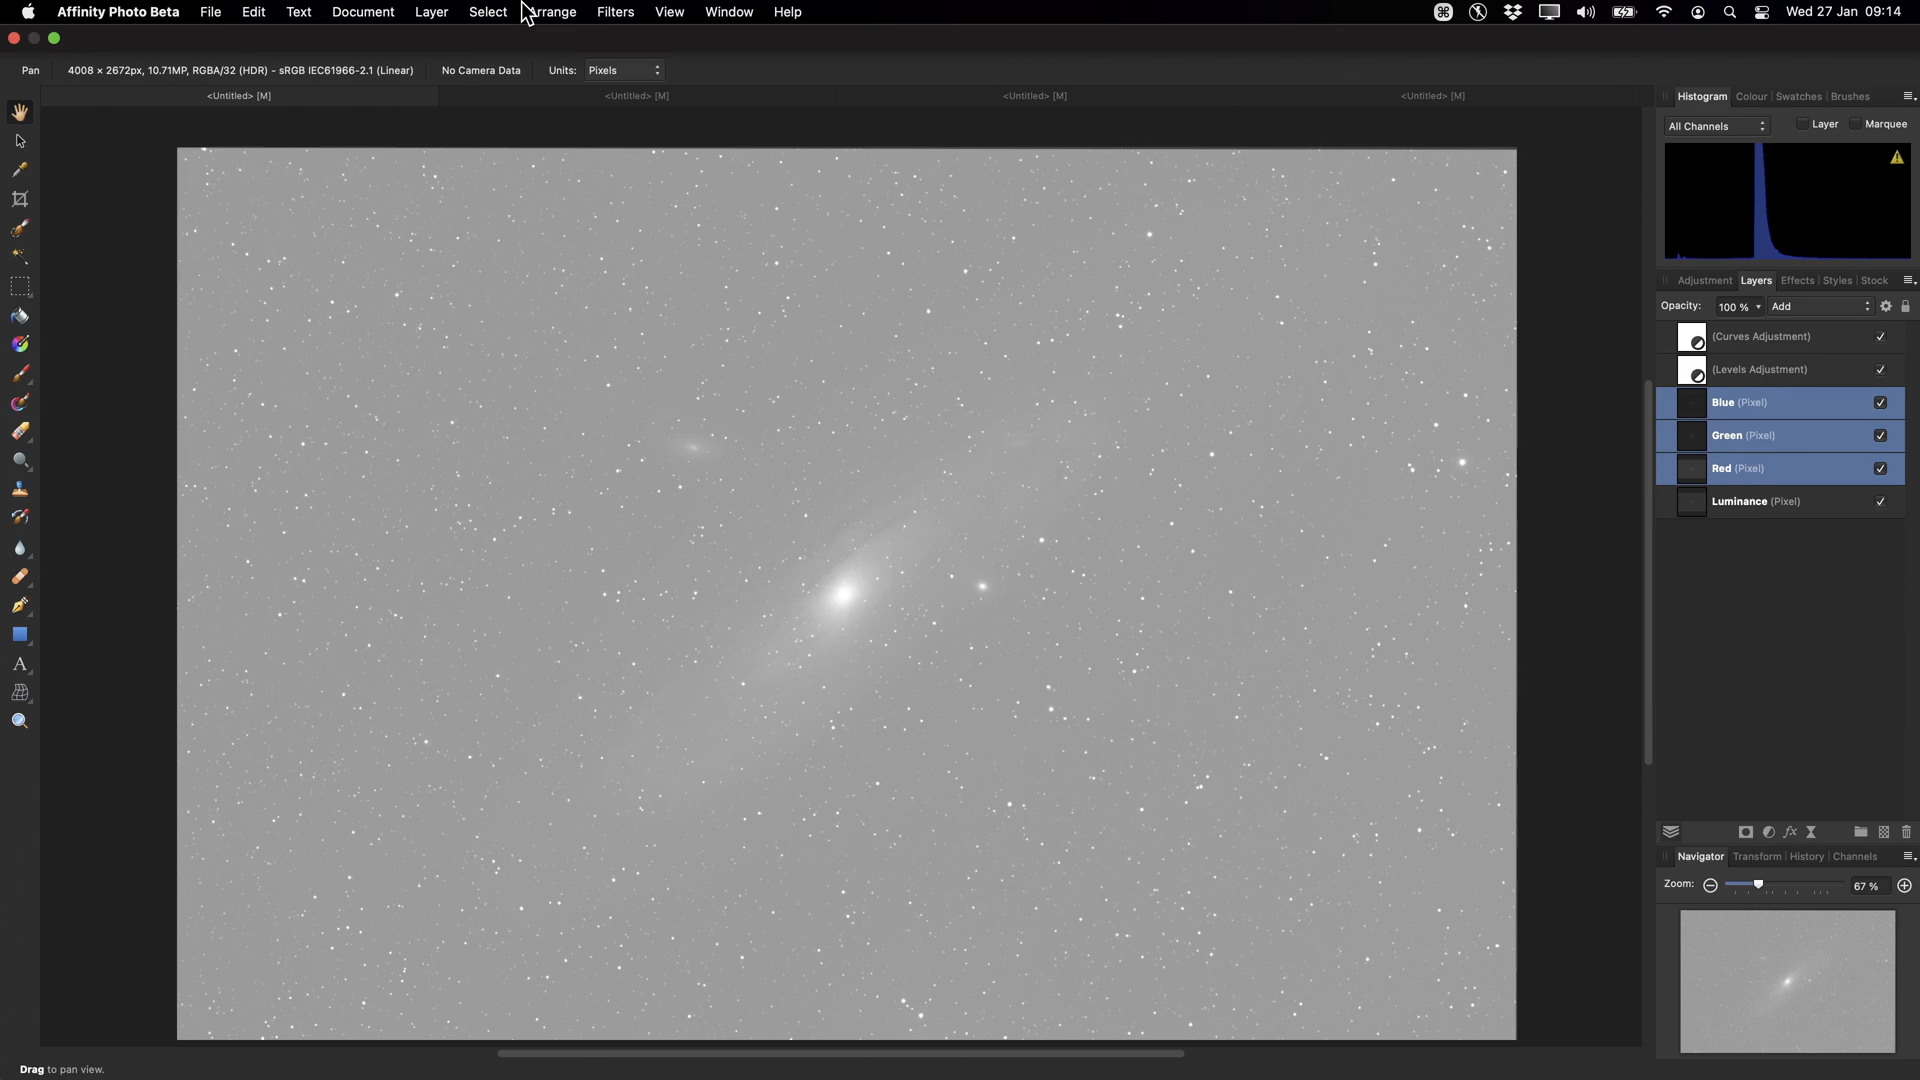 Affinity Photo Beta File Edit Text Document Layer Select Arrange Filters View Window Help Wed 27 Jan 09:14
Pan 4008 × 2672px, 10.71MP, RGBA/32 (HDR) - sRGB IEC61966-2.1 (Linear) No Camera Data Units: Pixels
<Untitled> [M] <Untitled> [M] <Untitled> [M] <Untitled> [M]
Histogram Colour Swatches Brushes
All Channels Layer Marquee
Adjustment Layers Effects Styles Stock
Opacity: 100 % Add
(Curves Adjustment)
(Levels Adjustment)
Blue (Pixel)
Green (Pixel)
Red (Pixel)
Luminance (Pixel)
fx
Navigator Transform History Channels
Zoom: 67 %
A
Drag to pan view.